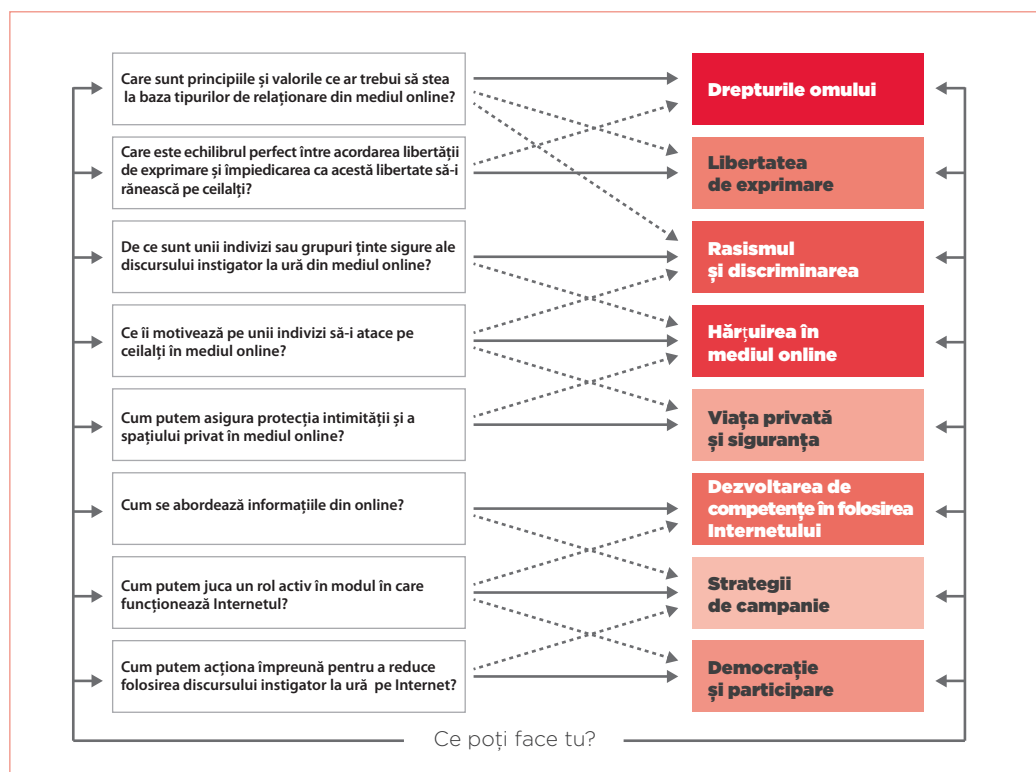 Care sunt principiile și valorile ce ar trebui să stea
la baza tipurilor de relaționare din mediul online?
Drepturile omului
Care este echilibrul perfect între acordarea libertății
de exprimare și împiedicarea ca acestă libertate să-i
rănească pe ceilalți?
Libertatea
de exprimare
De ce sunt unii indivizi sau grupuri ținte sigure ale
discursului instigator la ură din mediul online?
Rasismul
și discriminarea
Ce îi motivează pe unii indivizi să-i atace pe
ceilalți în mediul online?
Hărțuirea în
mediul online
Cum putem asigura protecția intimității și a
spațiului privat în mediul online?
Viața privată
și siguranța
Cum se abordează informațiile din online?
Dezvoltarea de
competențe în folosirea
Internetului
Cum putem juca un rol activ în modul în care
funcționează Internetul?
Strategii
de campanie
Cum putem acționa împreună pentru a reduce
folosirea discursului instigator la ură pe Internet?
Democrație
și participare
Ce poți face tu?